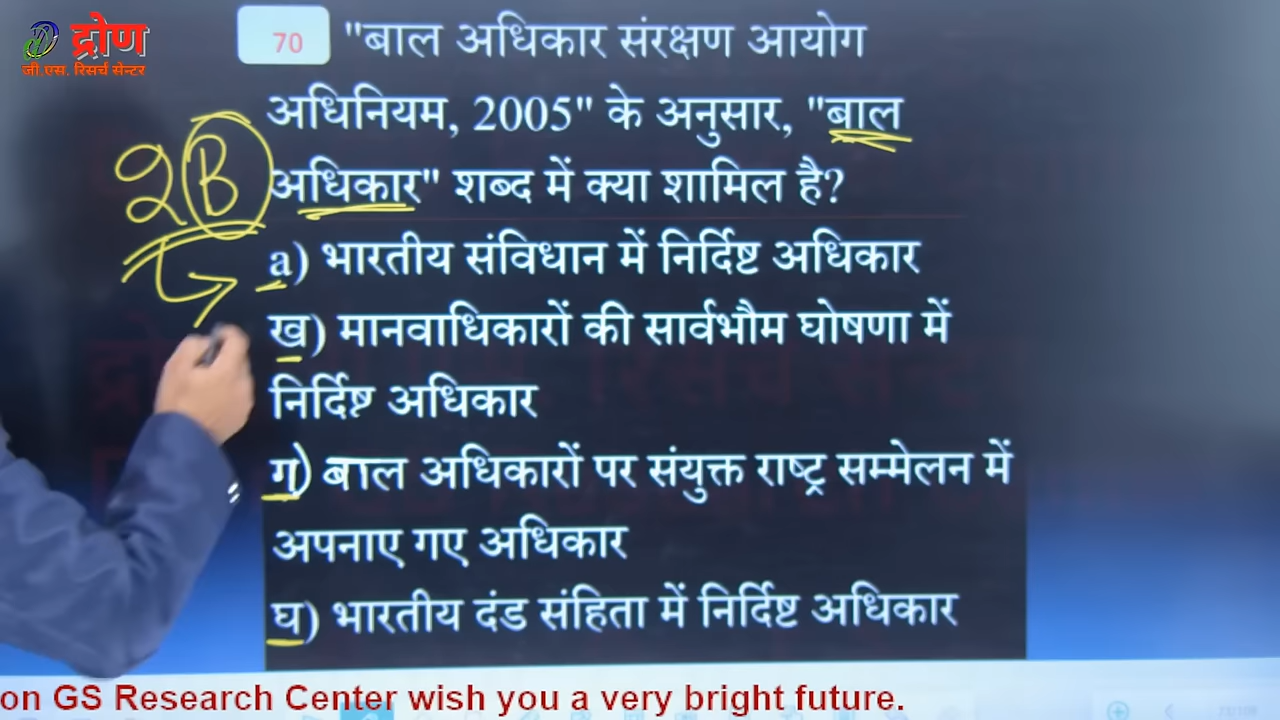 द्रोण
जी.एस. रिसर्च सेन्टर
70 "बाल अधिकार संरक्षण आयोग
अधिनियम, 2005" के अनुसार, "बाल
अधिकार" शब्द में क्या शामिल है?
2B
a) भारतीय संविधान में निर्दिष्ट अधिकार
ख) मानवाधिकारों की सार्वभौम घोषणा में
निर्दिष्ट अधिकार
ग) बाल अधिकारों पर संयुक्त राष्ट्र सम्मेलन में
अपनाए गए अधिकार
घ) भारतीय दंड संहिता में निर्दिष्ट अधिकार
on GS Research Center wish you a very bright future.